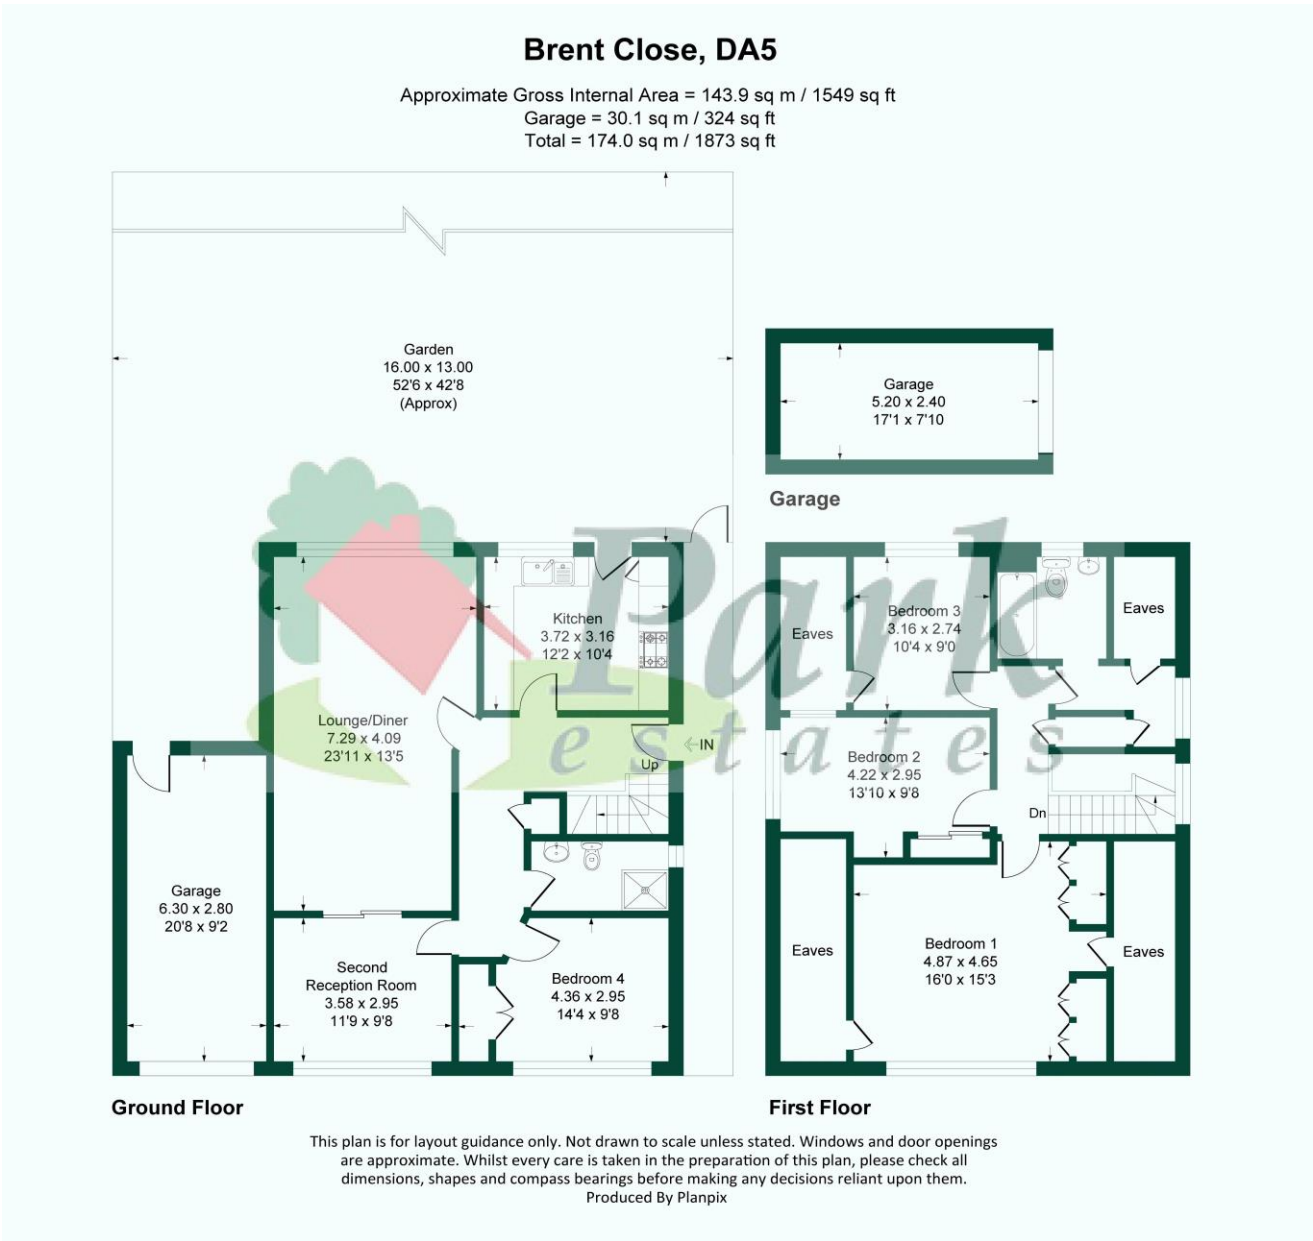 Brent Close, DA5
Approximate Gross Internal Area = 143.9 sq m / 1549 sq ft
Garage = 30.1 sq m / 324 sq ft
Total = 174.0 sq m / 1873 sq ft
Garden
16.00 x 13.00
52'6 x 42'8
(Approx)
Garage
5.20 x 2.40
17'1 x 7'10
Garage
Park
estates
Kitchen
3.72 x 3.16
12'2 x 10'4
Lounge/Diner
7.29 x 4.09
23'11 x 13'5
IN
Up
Garage
6.30 x 2.80
20'8 x 9'2
Second
Reception Room
3.58 x 2.95
11'9 x 9'8
Bedroom 4
4.36 x 2.95
14'4 x 9'8
Ground Floor
Eaves
Bedroom 3
3.16 x 2.74
10'4 x 9'0
Eaves
Bedroom 2
4.22 x 2.95
13'10 x 9'8
Dn
Eaves
Bedroom 1
4.87 x 4.65
16'0 x 15'3
Eaves
First Floor
This plan is for layout guidance only. Not drawn to scale unless stated. Windows and door openings
are approximate. Whilst every care is taken in the preparation of this plan, please check all
dimensions, shapes and compass bearings before making any decisions reliant upon them.
Produced By Planpix